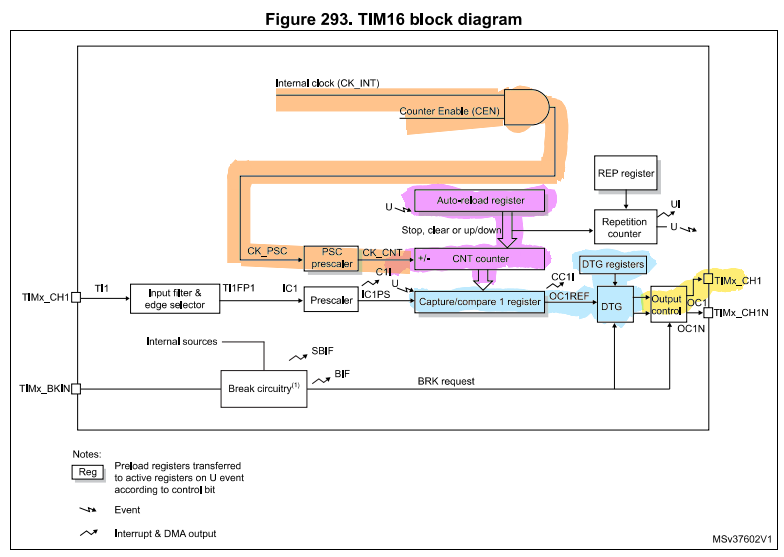 Figure 293. TIM16 block diagram
Internal clock (CK_INT)
Counter Enable (CEN)
REP register
Auto-reload register
UI
U
Stop, clear or up/down
Repetition
counter
U
CK_PSC
PSC
prescaler
CK_CNT
+/-
CNT counter
DTG registers
TIMx_CH1
TI1
Input filter &
edge selector
TI1FP1
IC1
Prescaler
C1I
IC1PS
U
Capture/compare 1 register
CC1I
OC1REF
DTG
Output
control
OC1
TIMx_CH1
OC1N
TIMx_CH1N
Internal sources
SBIF
BIF
TIMx_BKIN
Break circuitry(1)
BRK request
Notes:
Reg
Preload registers transferred
to active registers on U event
according to control bit
Event
Interrupt & DMA output
MSv37602V1